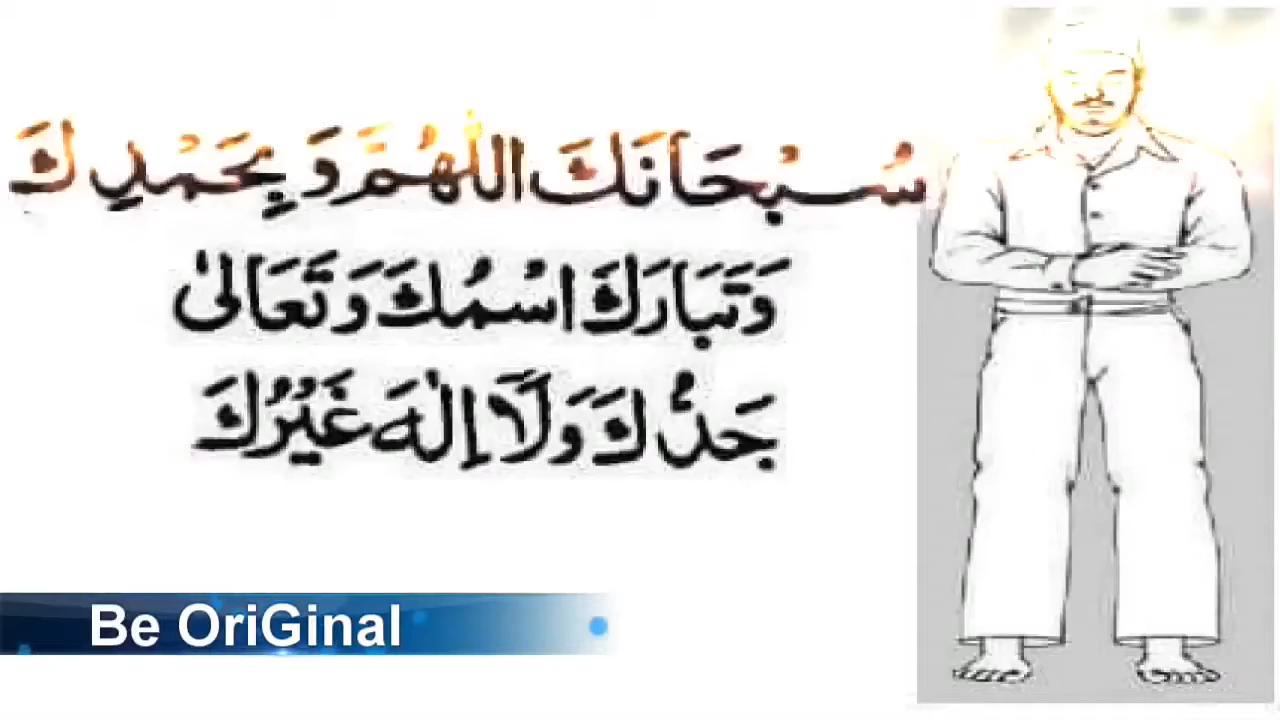 سُبْحَانَكَ اللّٰهُمَّ وَبِحَمْدِكَ
وَتَبَارَكَ اسْمُكَ وَتَعَالٰى
جَدُّكَ وَلَا إِلٰهَ غَيْرُكَ
Be OriGinal